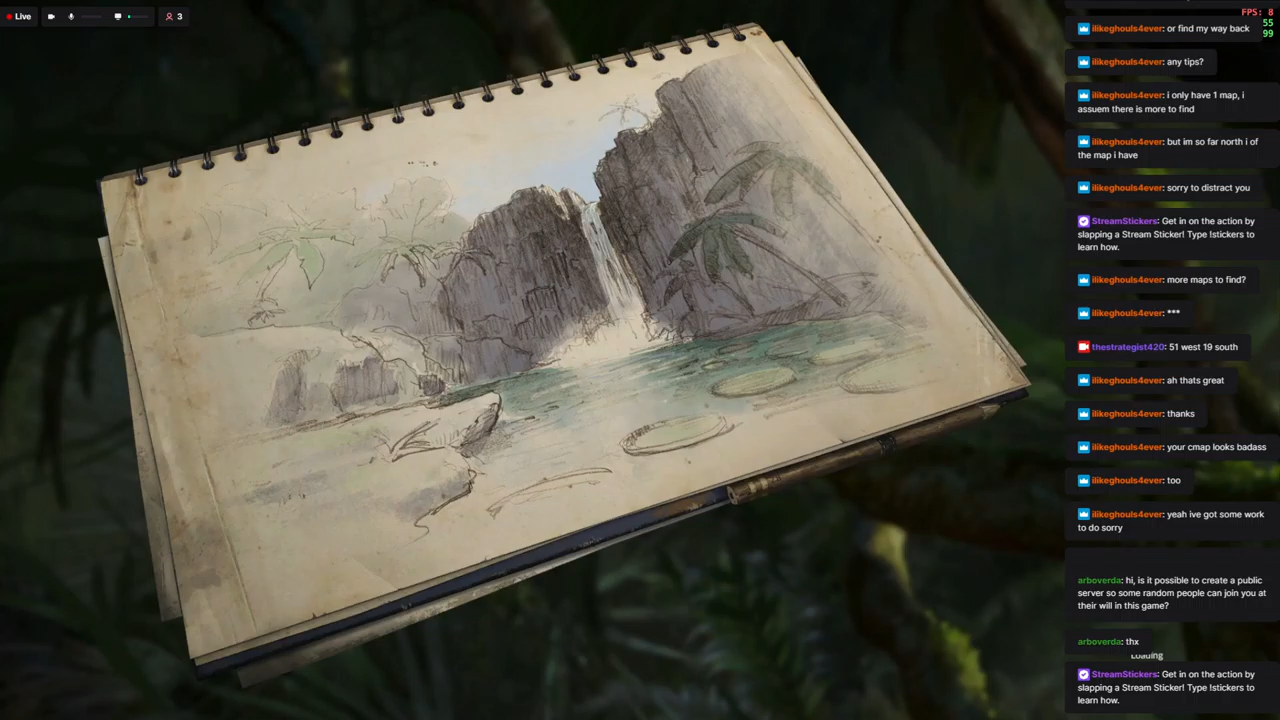 Live
3
FPS: 8
55
99
ilikeghouls4ever: or find my way back
ilikeghouls4ever: any tips?
ilikeghouls4ever: i only have 1 map, i
assuem there is more to find
ilikeghouls4ever: but im so far north i of
the map i have
ilikeghouls4ever: sorry to distract you
StreamStickers: Get in on the action by
slapping a Stream Sticker! Type !stickers to
learn how.
ilikeghouls4ever: more maps to find?
ilikeghouls4ever: ***
thestrategist420: 51 west 19 south
ilikeghouls4ever: ah thats great
ilikeghouls4ever: thanks
ilikeghouls4ever: your cmap looks badass
ilikeghouls4ever: too
ilikeghouls4ever: yeah ive got some work
to do sorry
arboverda: hi, is it possible to create a public
server so some random people can join you at
their will in this game?
arboverda: thx
Loading
StreamStickers: Get in on the action by
slapping a Stream Sticker! Type !stickers to
learn how.